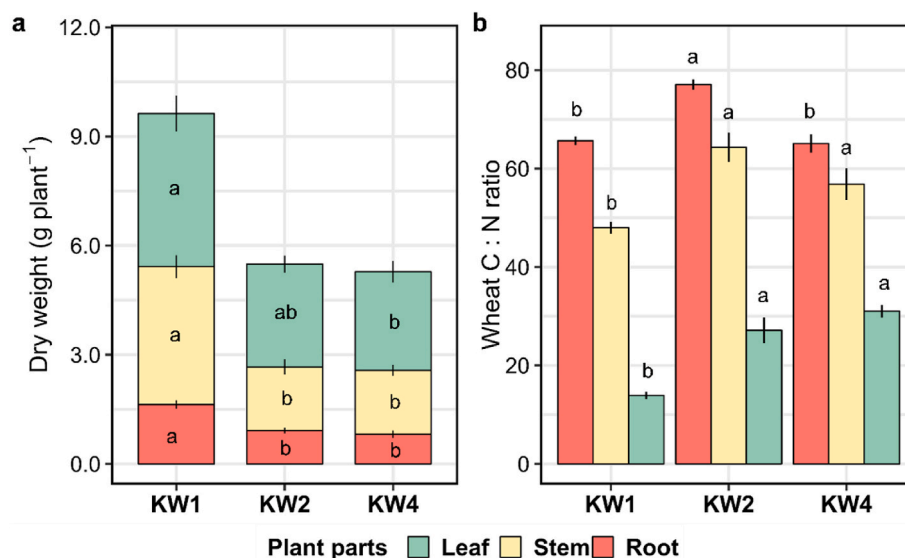 a
12.0
9.0
6.0
3.0
0.0
Dry weight (g plant⁻¹)
a
a
a
ab
b
b
b
b
b
KW1 KW2 KW4
b
80
60
40
20
0
Wheat C : N ratio
b
b
b
a
a
a
b
a
a
KW1 KW2 KW4
Plant parts Leaf Stem Root